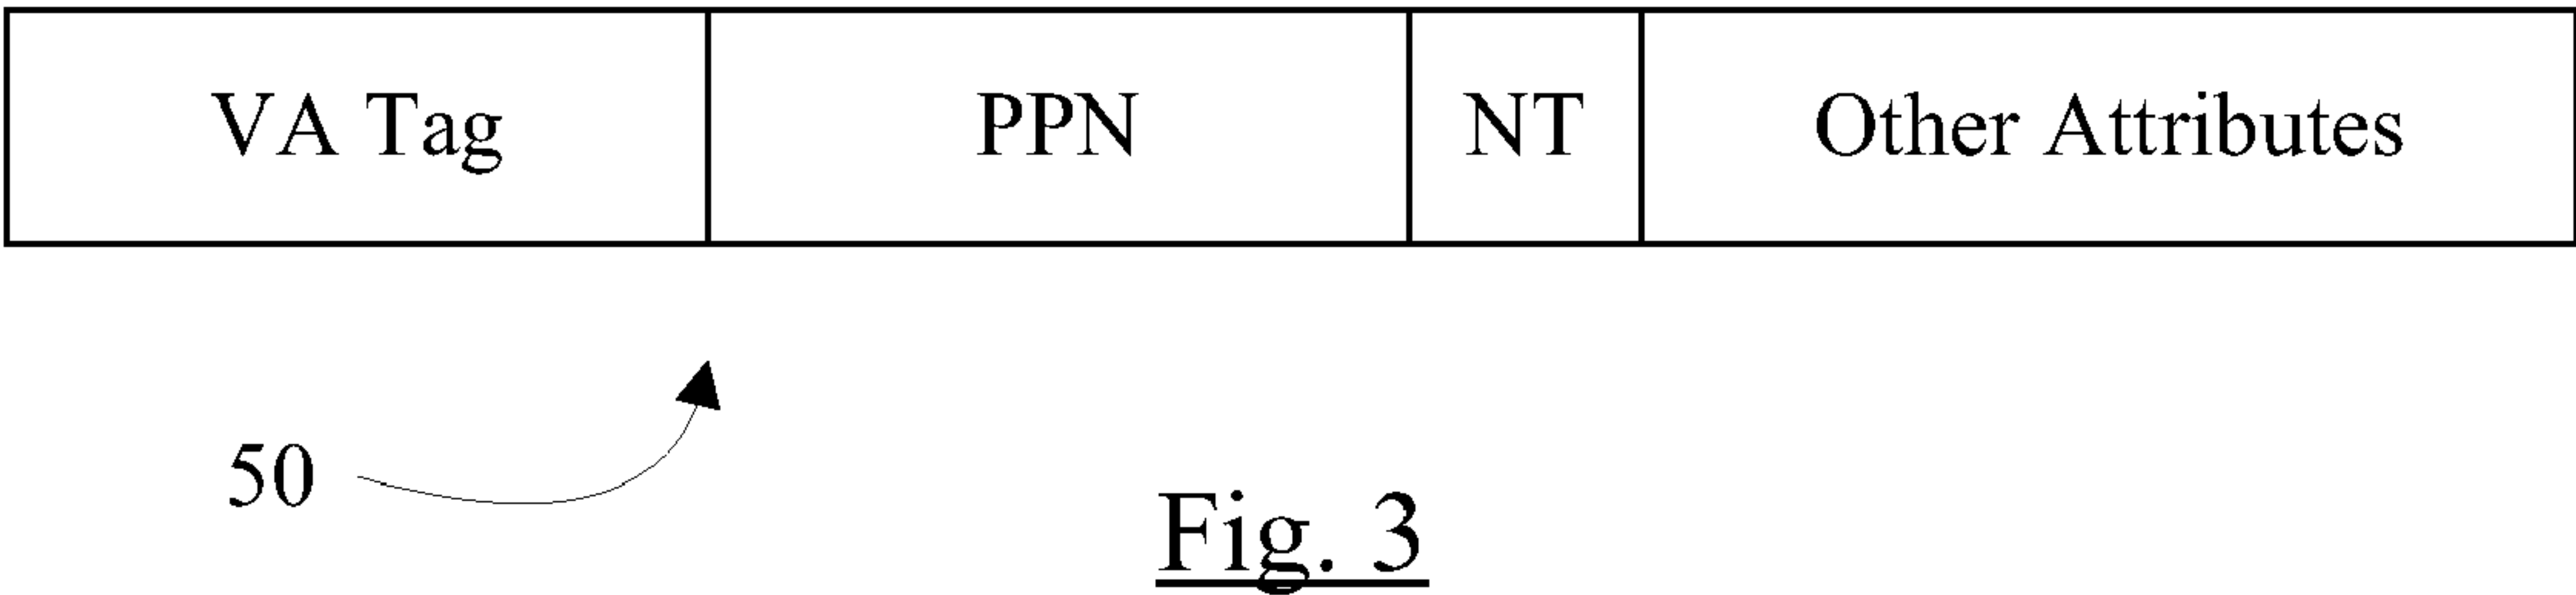 VA Tag PPN NT Other Attributes
50
Fig. 3